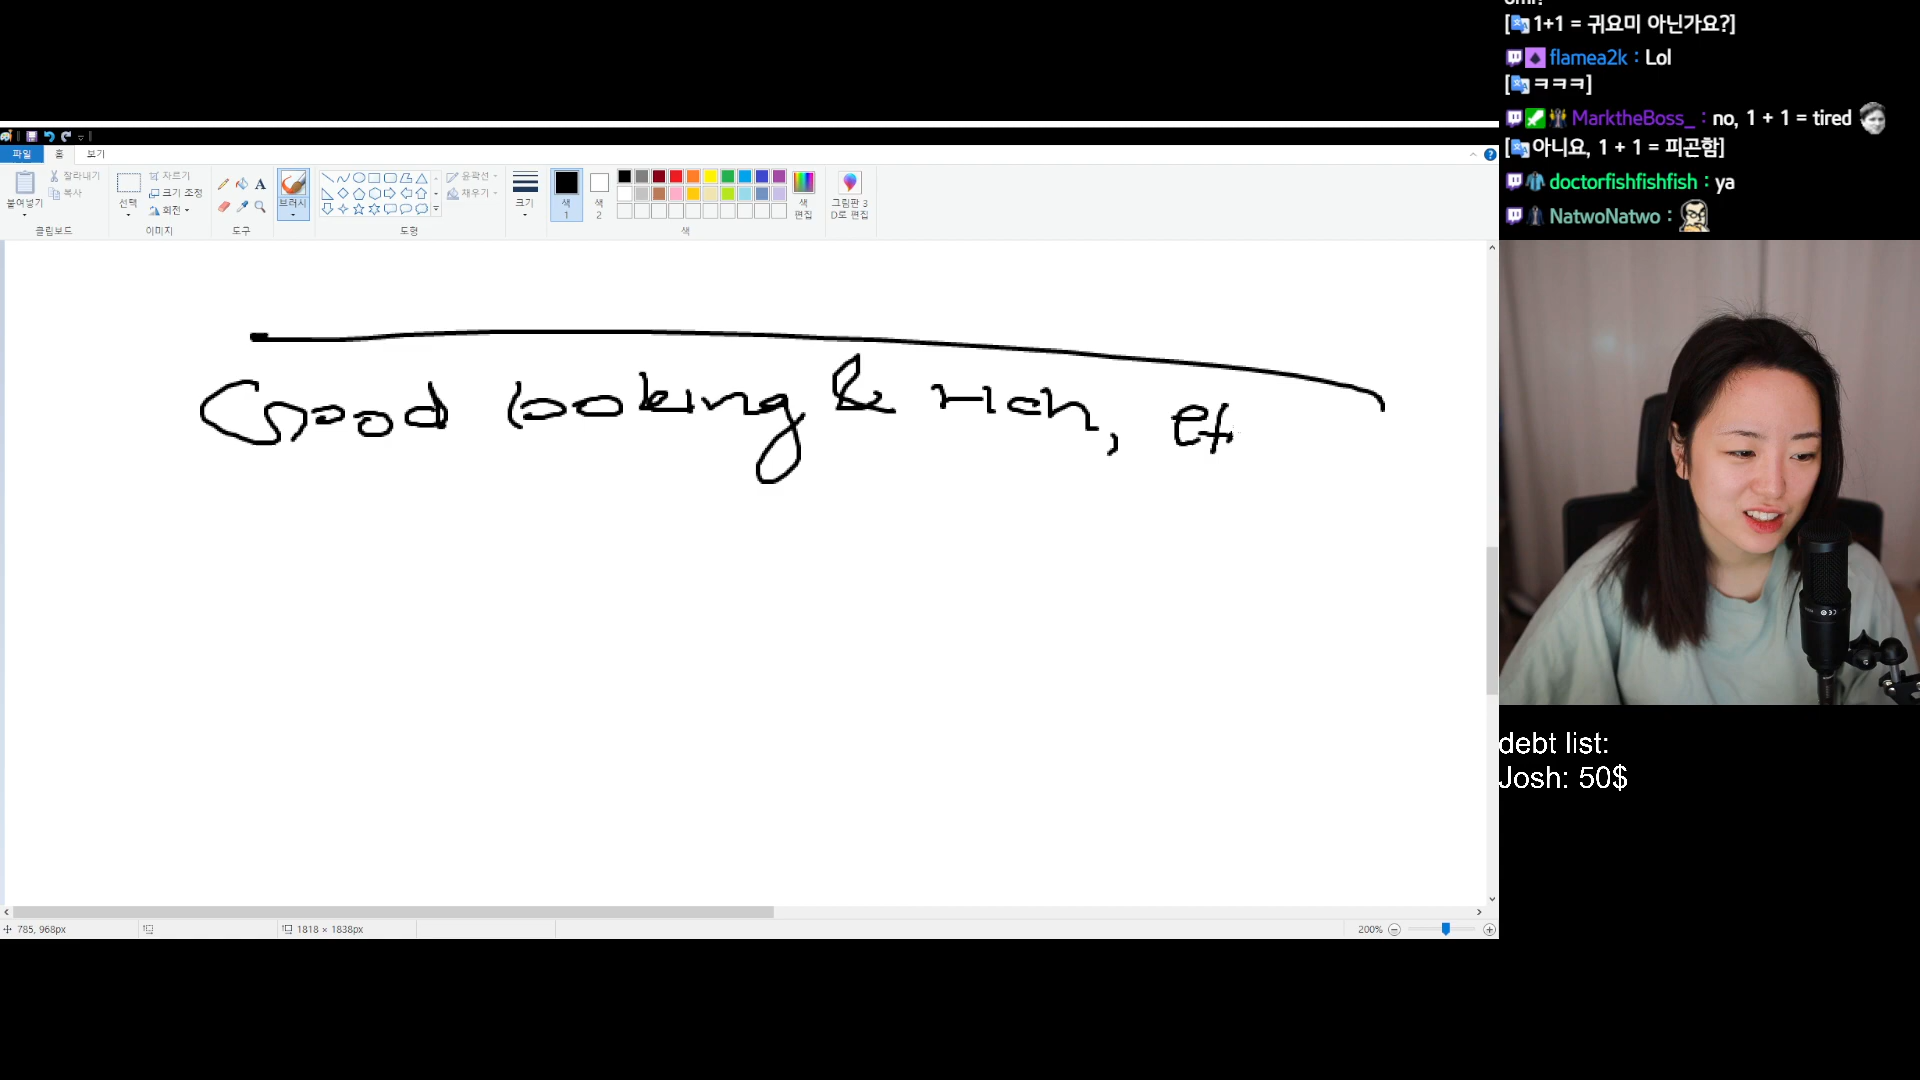 [1+1 = 귀요미 아닌가요?]
flamea2k : Lol
[ㅋㅋㅋ]
MarktheBoss_ : no, 1 + 1 = tired
[아니요, 1 + 1 = 피곤함]
doctorfishfishfish : ya
NatwoNatwo :
파일 홈 보기
붙여넣기 잘라내기 복사 클립보드
선택 자르기 크기 조정 회전 이미지
A 도구
브러시
윤곽선 채우기 도형
크기
색 1 색 2 색 편집 색
그림판 3D로 편집
Good looking & rich, et
785, 968px
1818 × 1838px
200%
debt list:
Josh: 50$